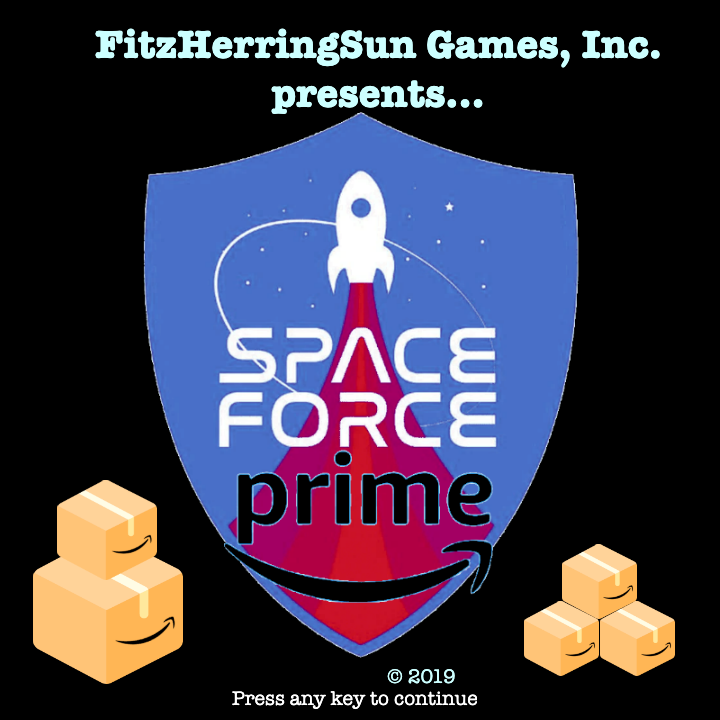 FitzHerringSun Games, Inc.
presents...
SPACE
FORCE
prime
© 2019
Press any key to continue